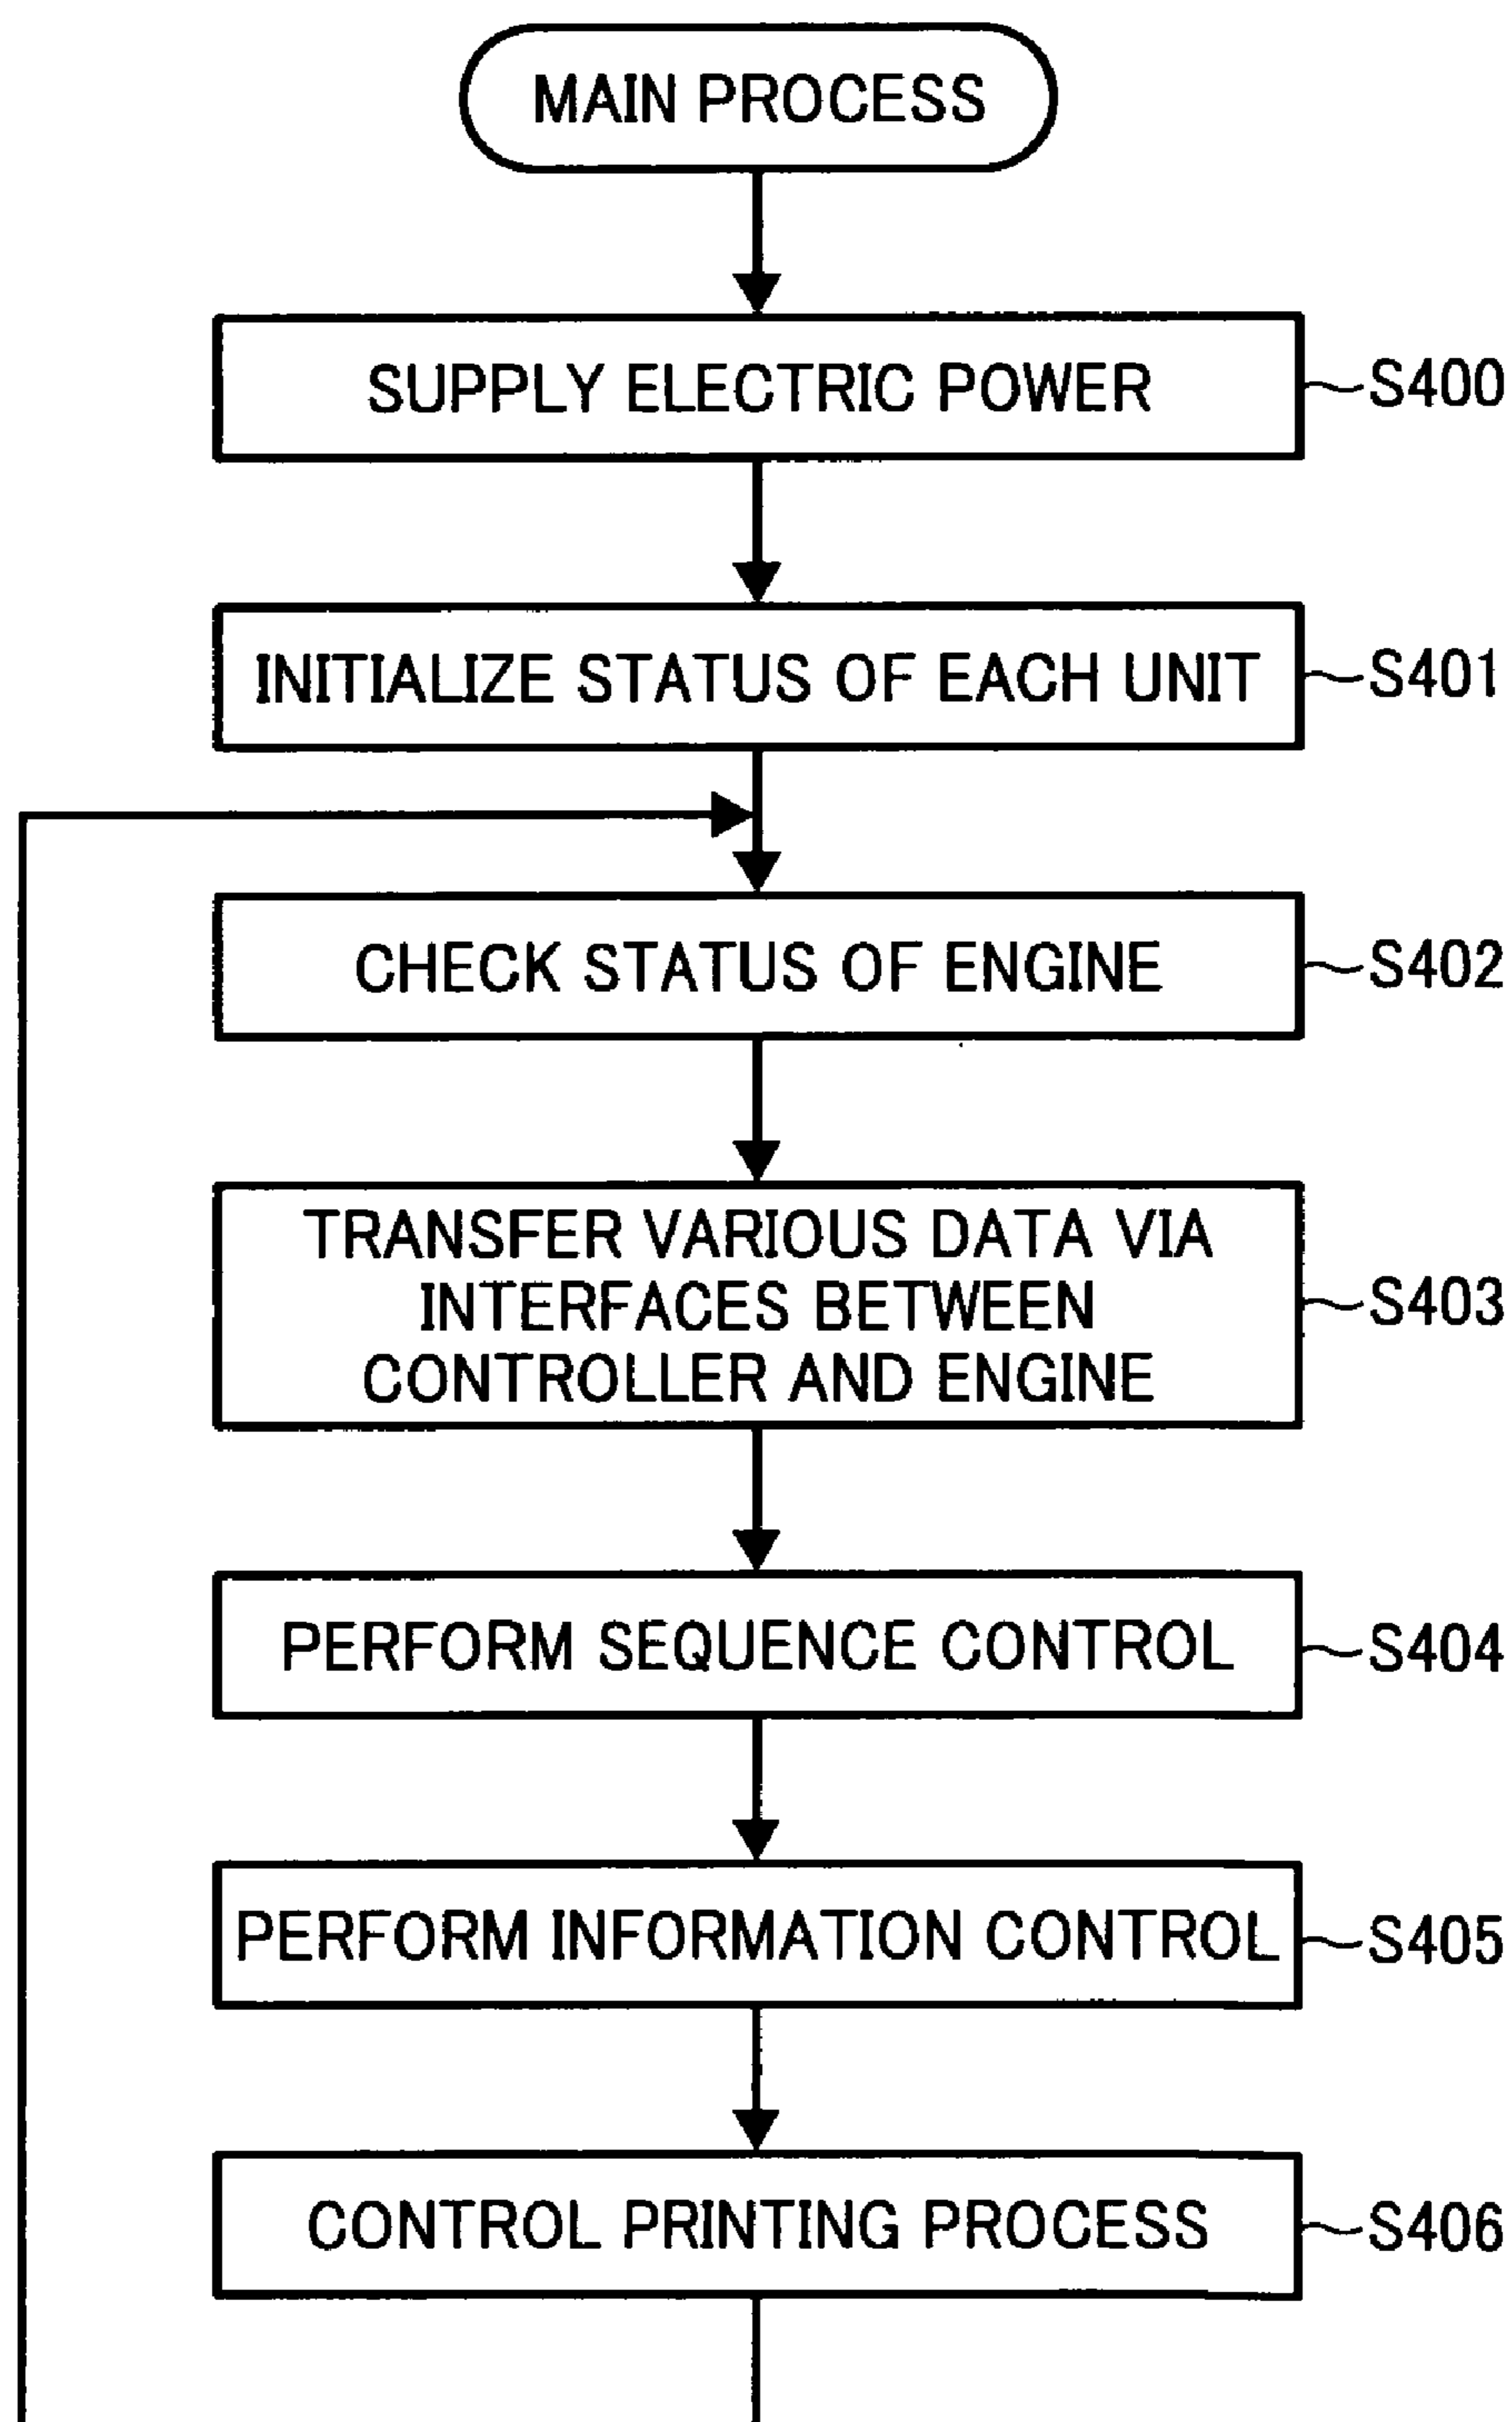 MAIN PROCESS
SUPPLY ELECTRIC POWER
S400
INITIALIZE STATUS OF EACH UNIT
S401
CHECK STATUS OF ENGINE
S402
TRANSFER VARIOUS DATA VIA
INTERFACES BETWEEN
CONTROLLER AND ENGINE
S403
PERFORM SEQUENCE CONTROL
S404
PERFORM INFORMATION CONTROL
S405
CONTROL PRINTING PROCESS
S406